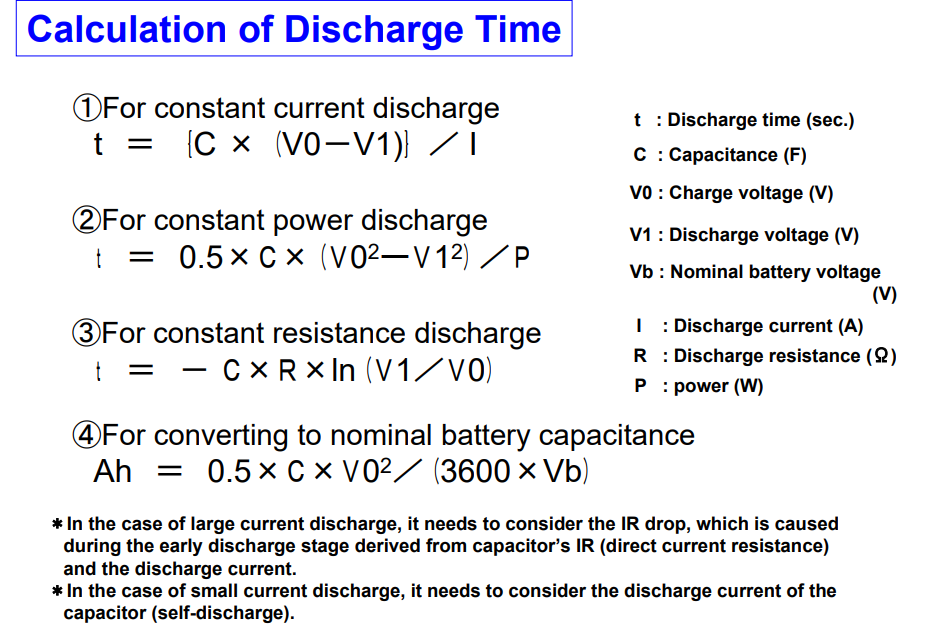 Calculation of Discharge Time
①For constant current discharge
t = {C × (V0－V1)} ／ I
②For constant power discharge
t = 0.5 × C × (V0²－V1²) ／ P
③For constant resistance discharge
t = － C × R × ln (V1／V0)
④For converting to nominal battery capacitance
Ah = 0.5 × C × V0²／ (3600 × Vb)
t : Discharge time (sec.)
C : Capacitance (F)
V0 : Charge voltage (V)
V1 : Discharge voltage (V)
Vb : Nominal battery voltage
(V)
I : Discharge current (A)
R : Discharge resistance (Ω)
P : power (W)
＊In the case of large current discharge, it needs to consider the IR drop, which is caused
during the early discharge stage derived from capacitor’s IR (direct current resistance)
and the discharge current.
＊In the case of small current discharge, it needs to consider the discharge current of the
capacitor (self-discharge).